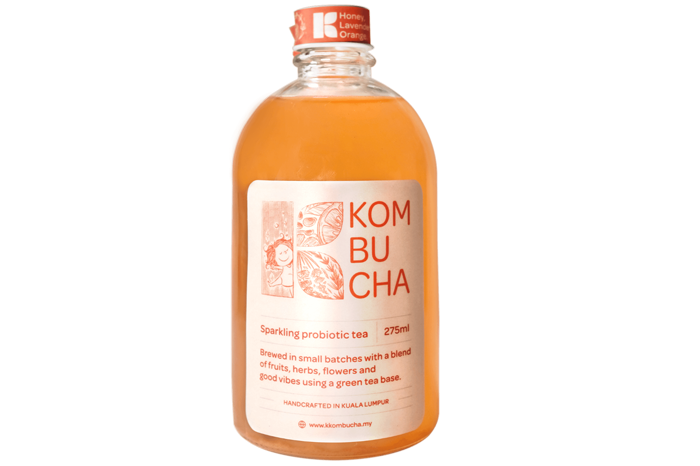 K
Honey
Lavender
Orange
K
KOM
BU
CHA
Sparkling probiotic tea
275ml
Brewed in small batches with a blend
of fruits, herbs, flowers and
good vibes using a green tea base.
HANDCRAFTED IN KUALA LUMPUR
www.kkombucha.my